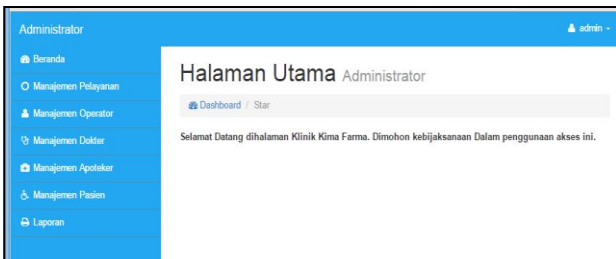 Administrator
admin
Beranda
Manajemen Pelayanan
Manajemen Operator
Manajemen Dokter
Manajemen Apoteker
Manajemen Pasien
Laporan
Halaman Utama Administrator
Dashboard / Star
Selamat Datang dihalaman Klinik Kima Farma. Dimohon kebijaksanaan Dalam penggunaan akses ini.